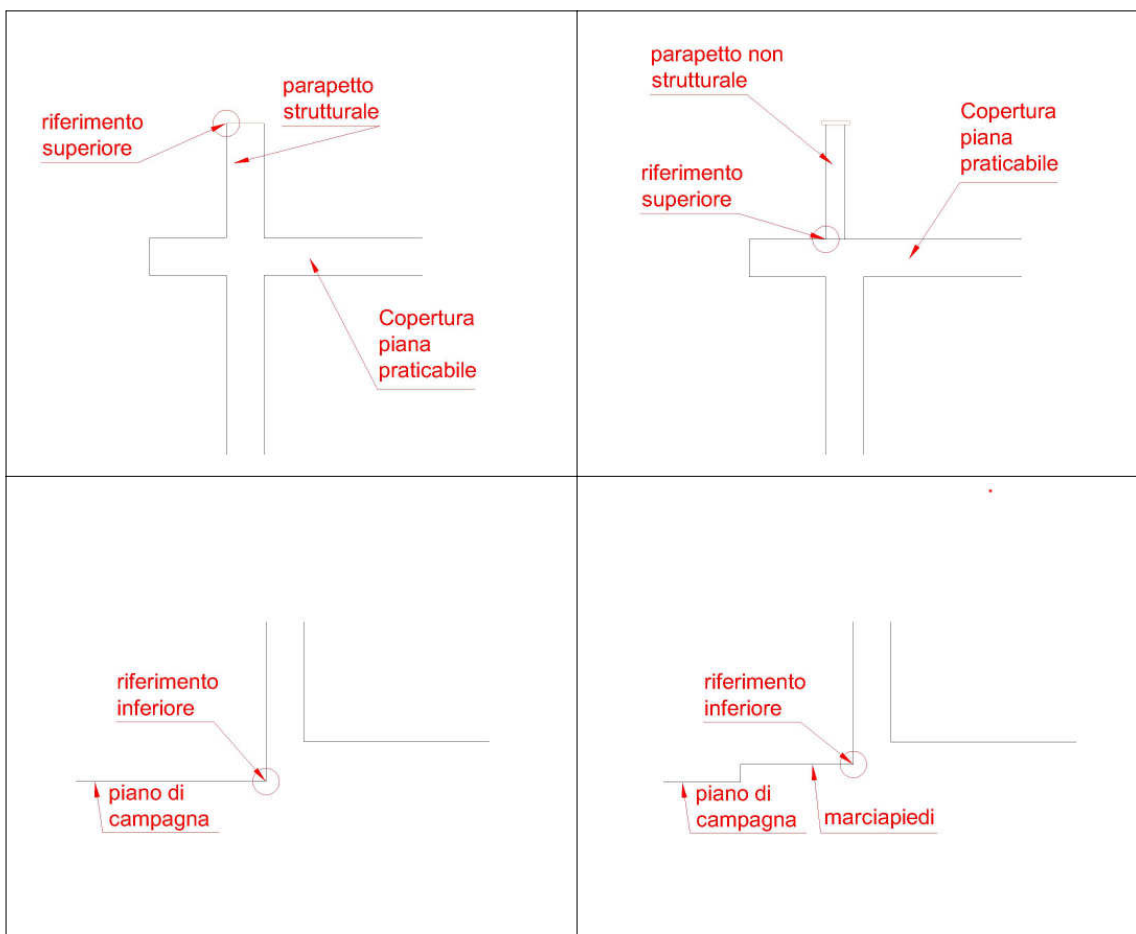 parapetto
strutturale
riferimento
superiore
Copertura
piana
praticabile
parapetto non
strutturale
Copertura
piana
praticabile
riferimento
superiore
riferimento
inferiore
piano di
campagna
riferimento
inferiore
piano di
campagna
marciapiedi